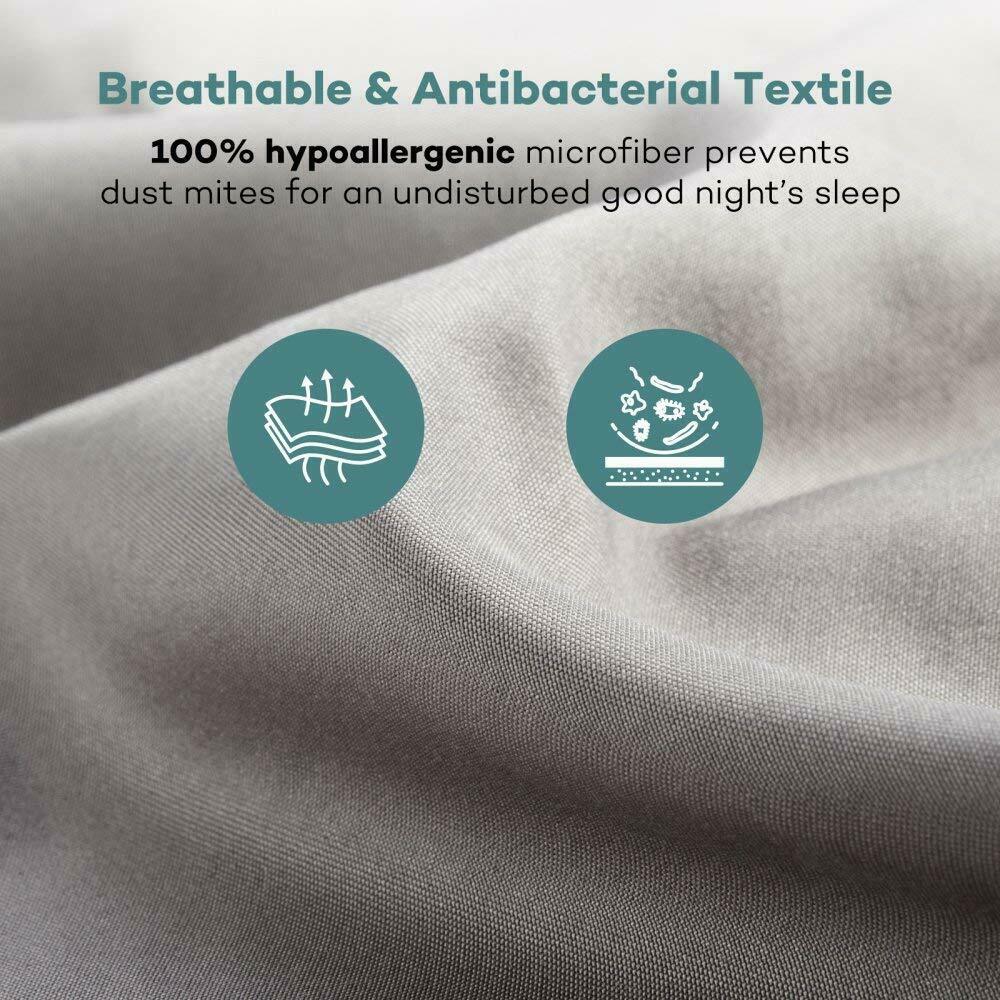 Breathable & Antibacterial Textile
100% hypoallergenic microfiber prevents
dust mites for an undisturbed good night's sleep